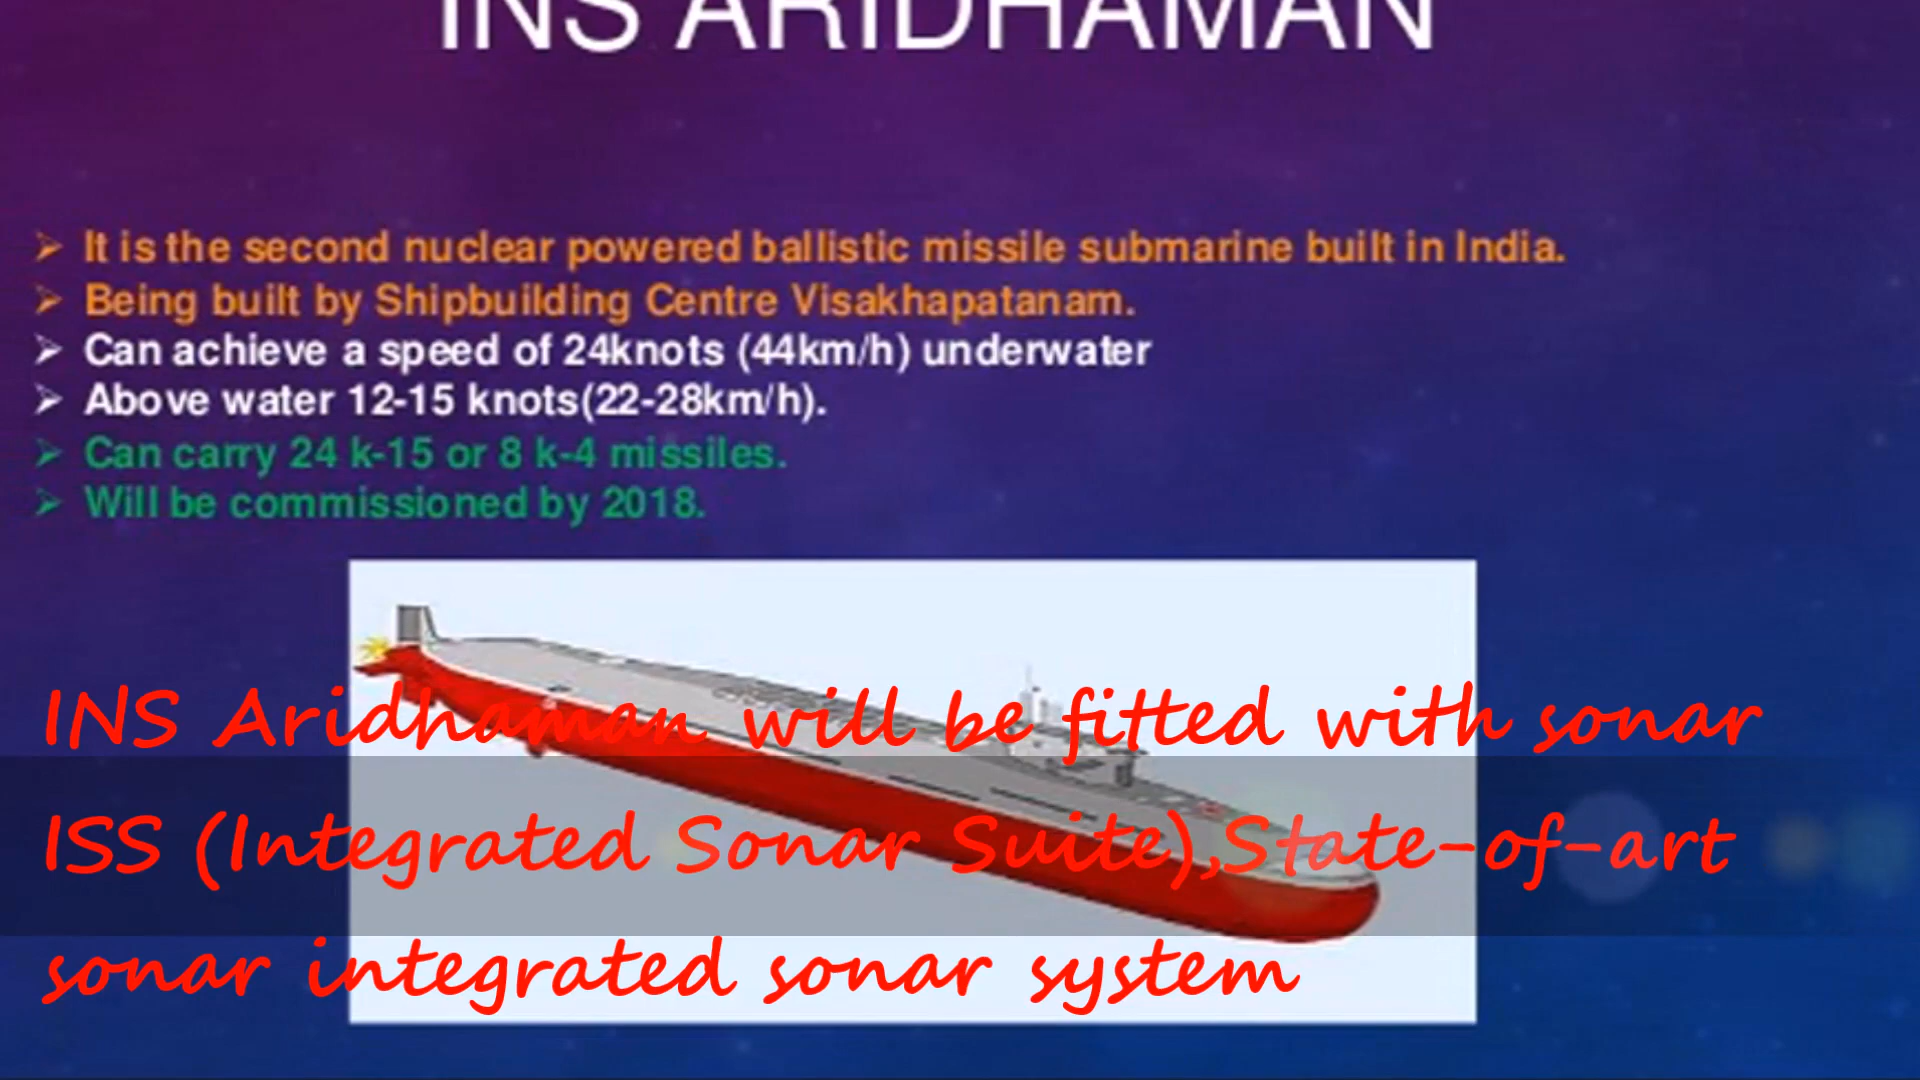 INS ARIDHAMAN
➢ It is the second nuclear powered ballistic missile submarine built in India.
➢ Being built by Shipbuilding Centre Visakhapatanam.
➢ Can achieve a speed of 24knots (44km/h) underwater
➢ Above water 12-15 knots(22-28km/h).
➢ Can carry 24 k-15 or 8 k-4 missiles.
➢ Will be commissioned by 2018.
INS Aridhaman will be fitted with sonar
ISS (Integrated Sonar Suite),State-of-art
sonar integrated sonar system